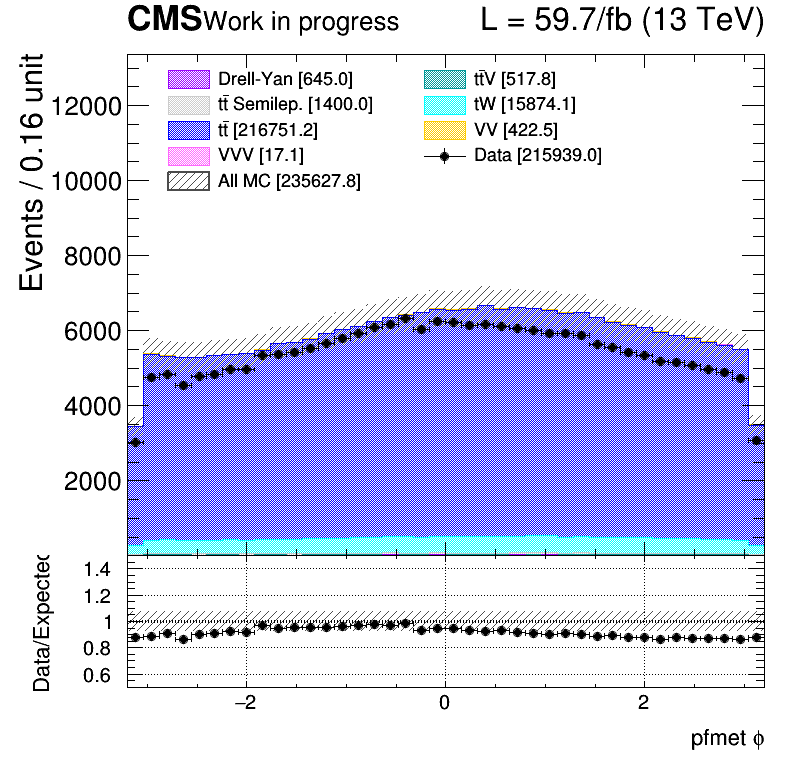 CMS Work in progress L = 59.7/fb (13 TeV)
Events / 0.16 unit
Drell-Yan [645.0] tt̄V [517.8]
tt̄ Semilep. [1400.0] tW [15874.1]
tt̄ [216751.2] VV [422.5]
VVV [17.1] Data [215939.0]
All MC [235627.8]
12000
10000
8000
6000
4000
2000
Data/Expected
1.4
1.2
1
0.8
0.6
−2 0 2
pfmet ϕ